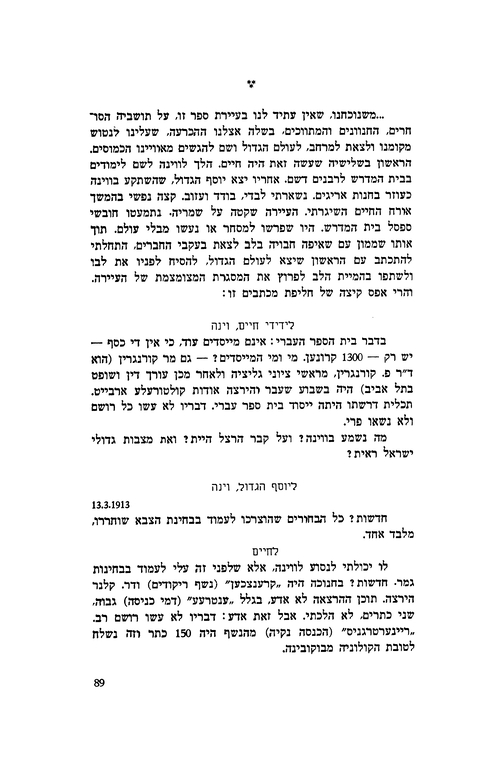 ...משנוכחנו, שאין עתיד לנו בעיירת ספר זו, על תושביה הסו־
חרים, החנוונים והמתווכים, בשלה אצלנו ההכרעה, שעלינו לנטוש
מקומנו ולצאת למרחב, לעולם הגדול ושם להגשים מאוויינו הכמוסים.
הראשון בשלישיה שעשה זאת היה חיים. הלך לווינה לשם לימודים
בבית המדרש לרבנים דשם. אחריו יצא יוסף הגדול, שהשתקע בווינה
כעוזר בחנות אריגים. נשארתי לבדי, בודד ועזוב. קצה נפשי בהמשך
אורח החיים השיגרתי. העיירה שקטה על שמריה. נתמעטו חובשי
ספסל בית המדרש. היו שפרשו למסחר או נעשו מבלי עולם. תוך
אותו שממון עם שאיפה חבויה בלב לצאת בעקבי החברים, התחלתי
להתכתב עם הראשון שיצא לעולם הגדול, להסיח לפניו את לבו
ולשתפו בהמיית הלב לפרוץ את המסגרת המצומצמת של העיירה.
והרי אפס קיצה של חליפת מכתבים זו:
לידידי חיים, וינה
בדבר בית הספר העברי: אינם מייסדים עוד, כי אין די כסף —
יש רק — 1300 קרונען. מי ומי המייסדים? — גם מר קורנגרין (הוא
ד"ר פ. קורנגרין, מראשי ציוני גליציה ולאחר מכן עורך דין ושופט
בתל אביב) היה בשבוע שעבר והירצה אודות קולטורעלע ארבייט.
תכלית דרשתו היתה ייסוד בית ספר עברי. דבריו לא עשו כל רושם
ולא נשאו פרי.
מה נשמע בווינה? ועל קבר הרצל היית? ואת מצבות גדולי
ישראל ראית?
ליוסף הגדול, וינה
13.3.1913
חדשות? כל הבחורים שהוצרכו לעמוד בבחינת הצבא שוחררו,
מלבד אחד.
לחיים
לו יכולתי לנסוע לווינה, אלא שלפני זה עלי לעמוד בבחינות
גמר. חדשות? בחנוכה היה „קרענצכען" (נשף ריקודים) ודר. קלנר
הירצה. תוכן ההרצאה לא אדע, בגלל „ענטרעע" (דמי כניסה) גבוה,
שני כתרים, לא הלכתי. אבל זאת אדע: דבריו לא עשו רושם רב.
„ריינערטרגניס" (הכנסה נקיה) מהנשף היה 150 כתר וזה נשלח
לטובת הקולוניה מבוקובינה.
89